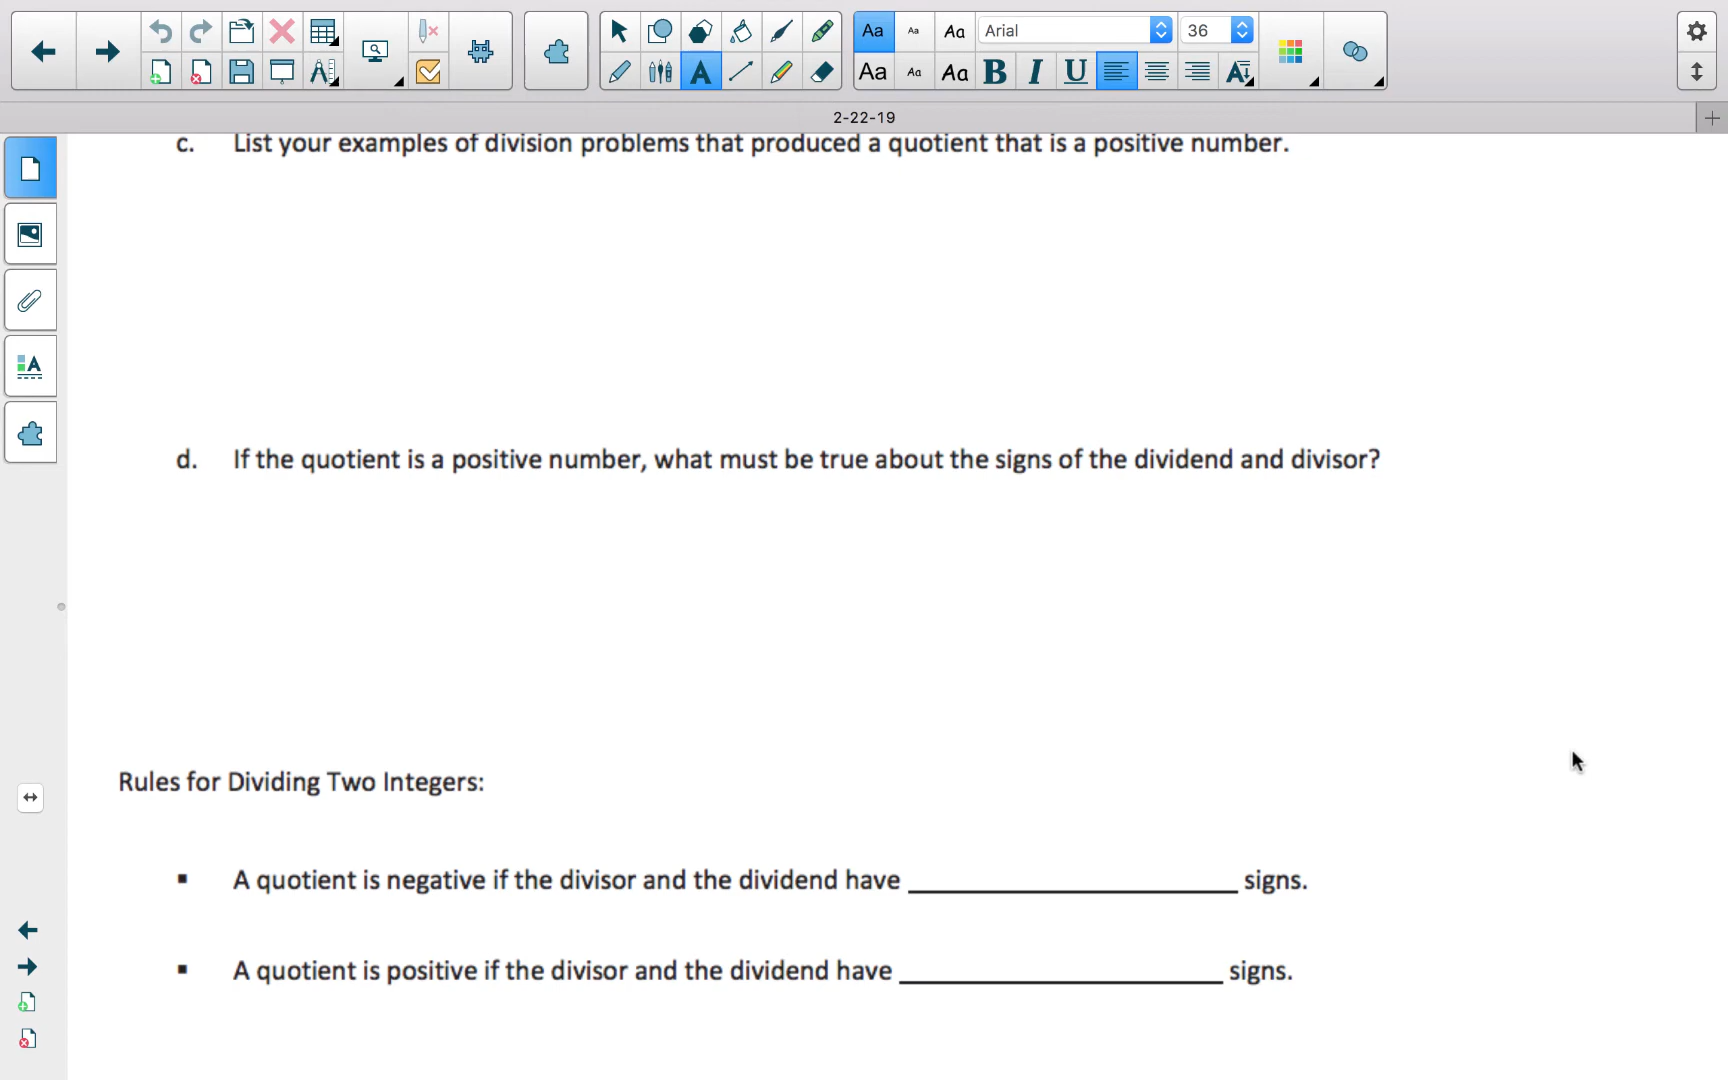 Aa Aa Aa Arial 36
A Aa Aa Aa B I U A
2-22-19
c. List your examples of division problems that produced a quotient that is a positive number.
A
d. If the quotient is a positive number, what must be true about the signs of the dividend and divisor?
Rules for Dividing Two Integers:
▪ A quotient is negative if the divisor and the dividend have ______________________ signs.
▪ A quotient is positive if the divisor and the dividend have ______________________ signs.